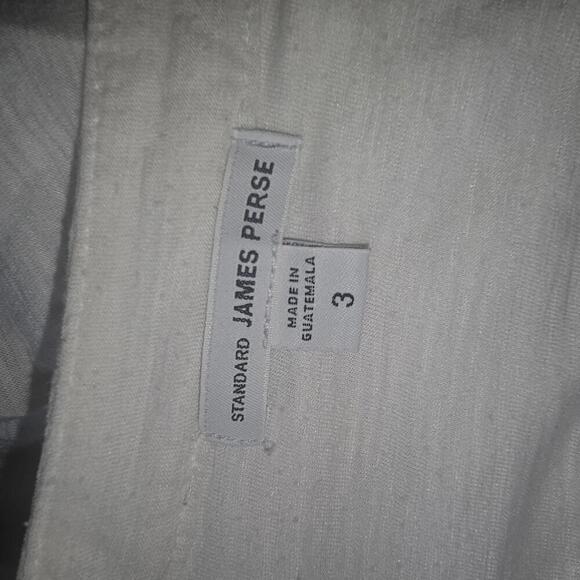 STANDARD JAMES PERSE
MADE IN
GUATEMALA
3